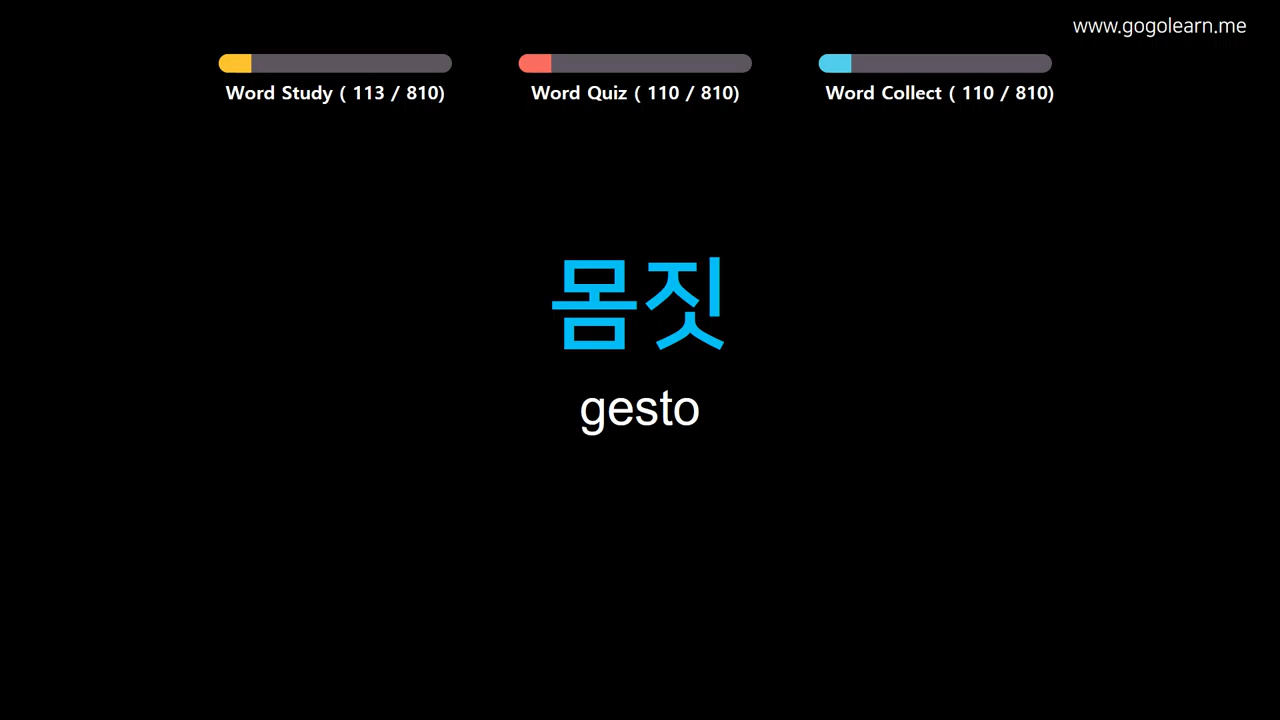 www.gogolearn.me
Word Study ( 113 / 810)
Word Quiz ( 110 / 810)
Word Collect ( 110 / 810)
몸짓
gesto